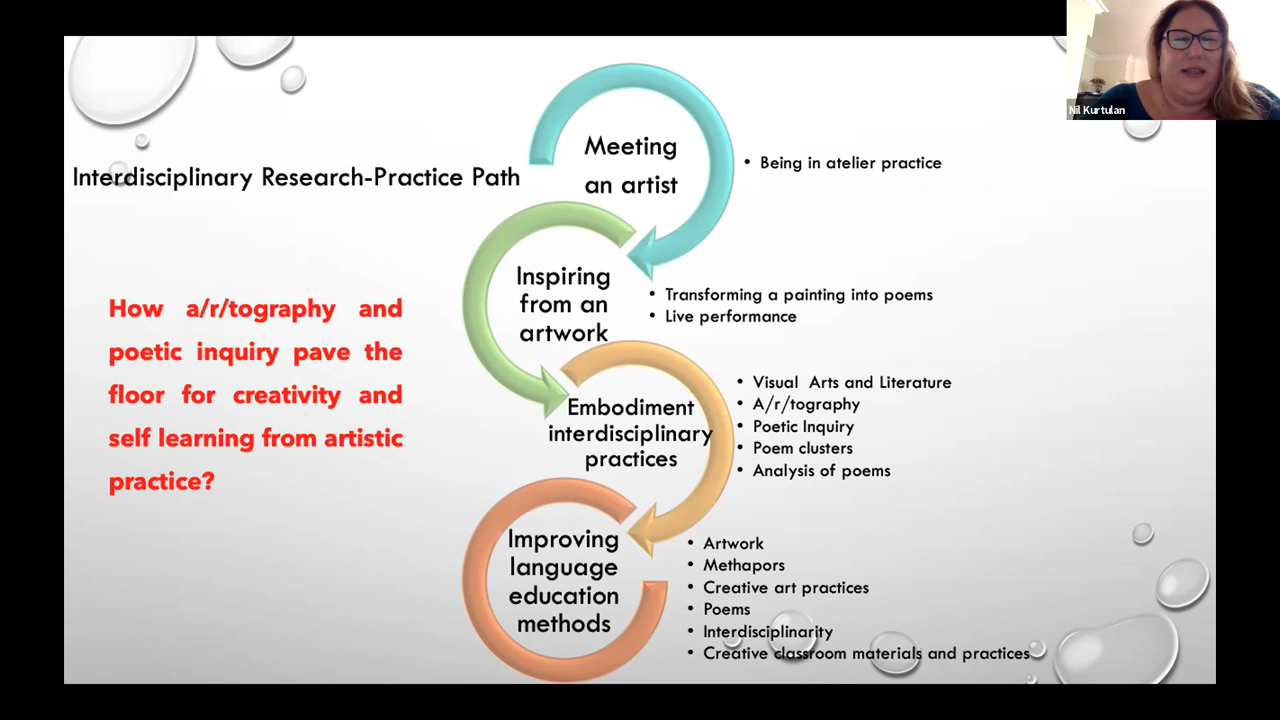 Nil Kurtulan
Interdisciplinary Research-Practice Path
How a/r/tography and
poetic inquiry pave the
floor for creativity and
self learning from artistic
practice?
Meeting
an artist
• Being in atelier practice
Inspiring
from an
artwork
• Transforming a painting into poems
• Live performance
Embodiment
interdisciplinary
practices
• Visual Arts and Literature
• A/r/tography
• Poetic Inquiry
• Poem clusters
• Analysis of poems
Improving
language
education
methods
• Artwork
• Methapors
• Creative art practices
• Poems
• Interdisciplinarity
• Creative classroom materials and practices